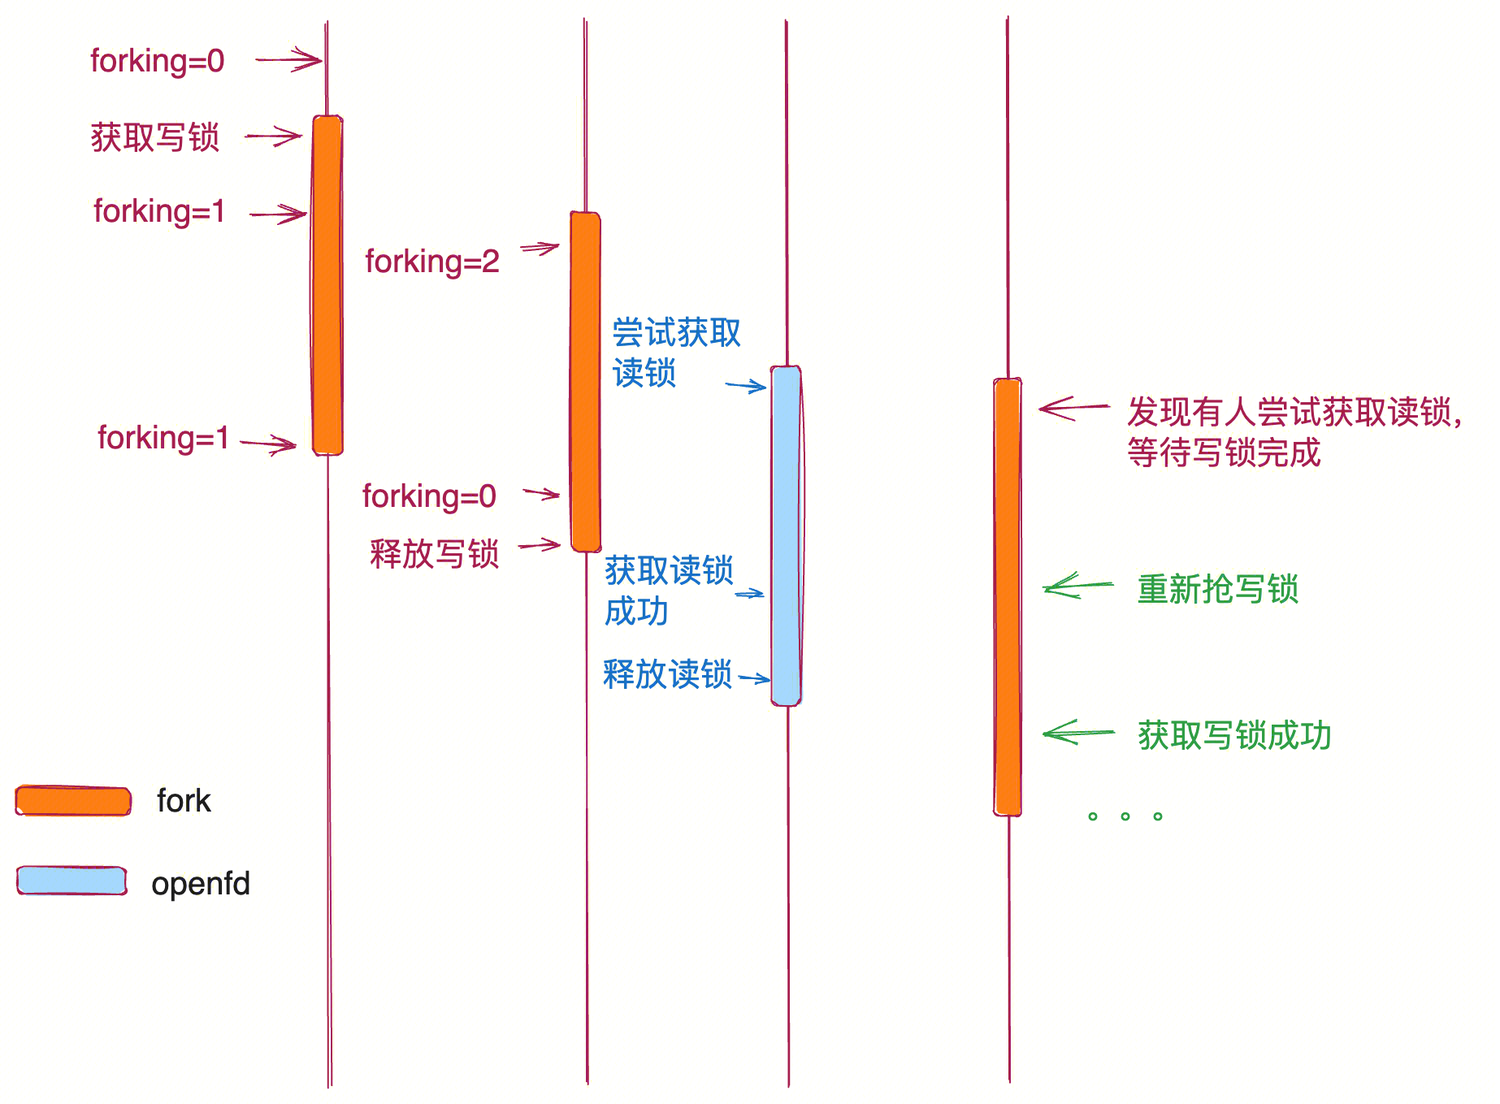 forking=0
获取写锁
forking=1
forking=1
forking=2
forking=0
释放写锁
尝试获取
读锁
获取读锁
成功
释放读锁
发现有人尝试获取读锁，
等待写锁完成
重新抢写锁
获取写锁成功
fork
openfd